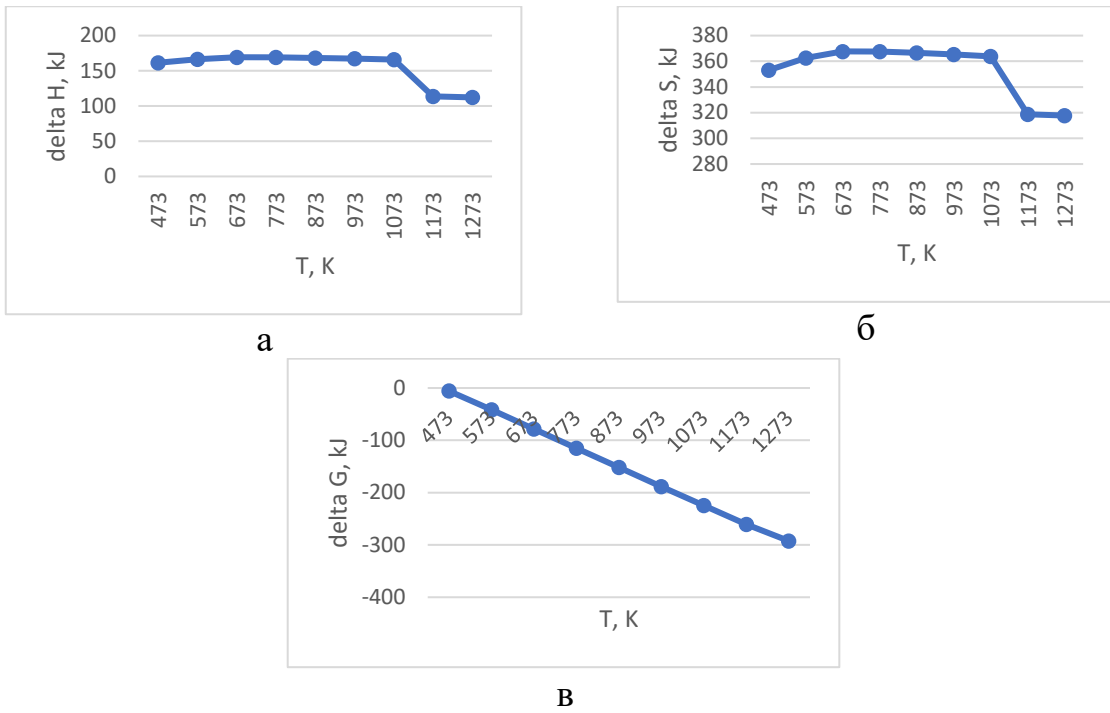 delta H, kJ
200
150
100
50
0
473 573 673 773 873 973 1073 1173 1273
T, K
а
delta S, kJ
380
360
340
320
300
280
473 573 673 773 873 973 1073 1173 1273
T, K
б
delta G, kJ
0
-100
-200
-300
-400
473 573 673 773 873 973 1073 1173 1273
T, K
в